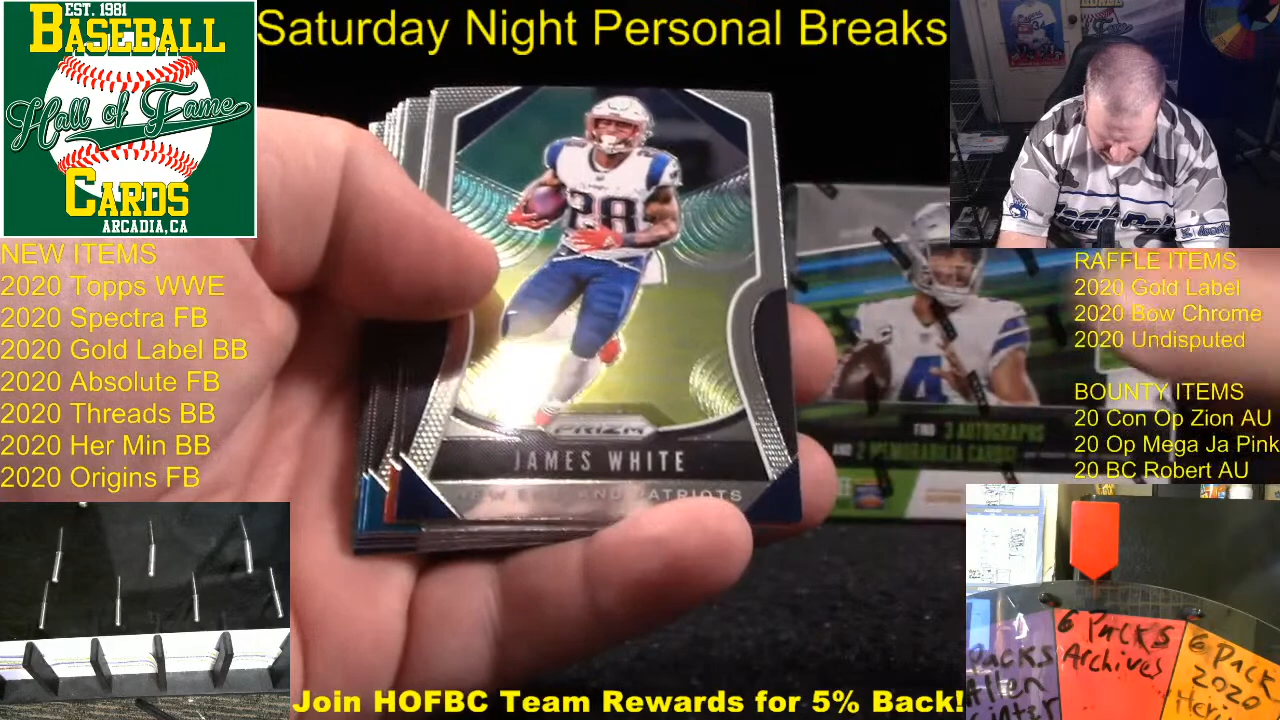 EST. 1981
BASEBALL
Hall of Fame
CARDS
ARCADIA, CA
Saturday Night Personal Breaks
NEW ITEMS
2020 Topps WWE
2020 Spectra FB
2020 Gold Label BB
2020 Absolute FB
2020 Threads BB
2020 Her Min BB
2020 Origins FB
28
PRIZM
JAMES WHITE
NEW ENGLAND PATRIOTS
4
FIND 3 AUTOGRAPHS
AND 2 MEMORABILIA CARDS!
RAFFLE ITEMS
2020 Gold Label
2020 Bow Chrome
2020 Undisputed
BOUNTY ITEMS
20 Con Op Zion AU
20 Op Mega Ja Pink
20 BC Robert AU
6 Packs
Archives
6 Pack
2020
Packs
Allen
Join HOFBC Team Rewards for 5% Back!